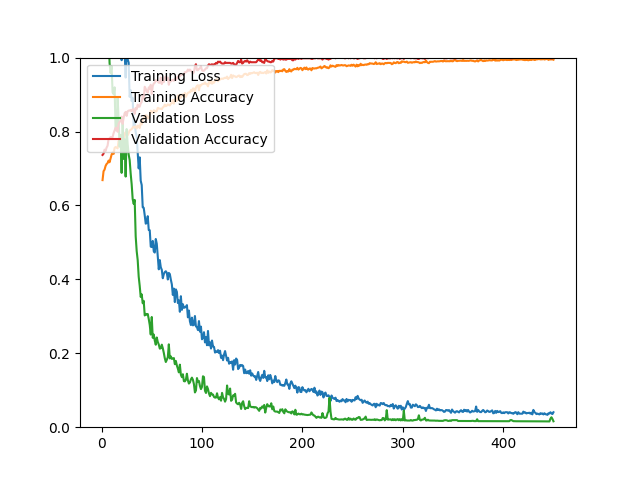 1.0
0.8
0.6
0.4
0.2
0.0
Training Loss
Training Accuracy
Validation Loss
Validation Accuracy
0 100 200 300 400